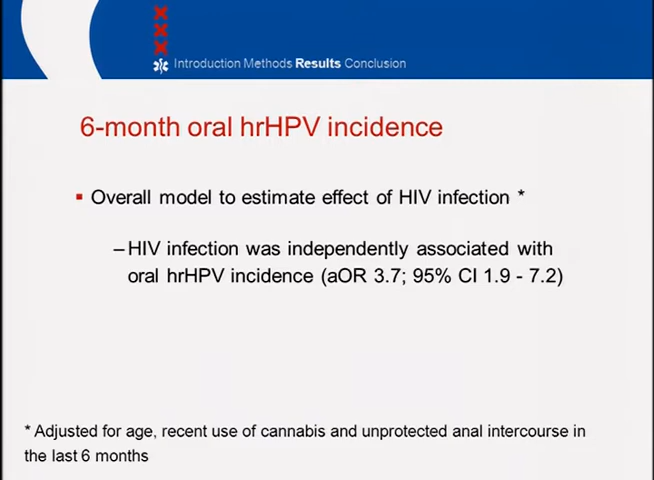 Introduction Methods Results Conclusion
6-month oral hrHPV incidence
Overall model to estimate effect of HIV infection *
– HIV infection was independently associated with
oral hrHPV incidence (aOR 3.7; 95% CI 1.9 - 7.2)
* Adjusted for age, recent use of cannabis and unprotected anal intercourse in
the last 6 months